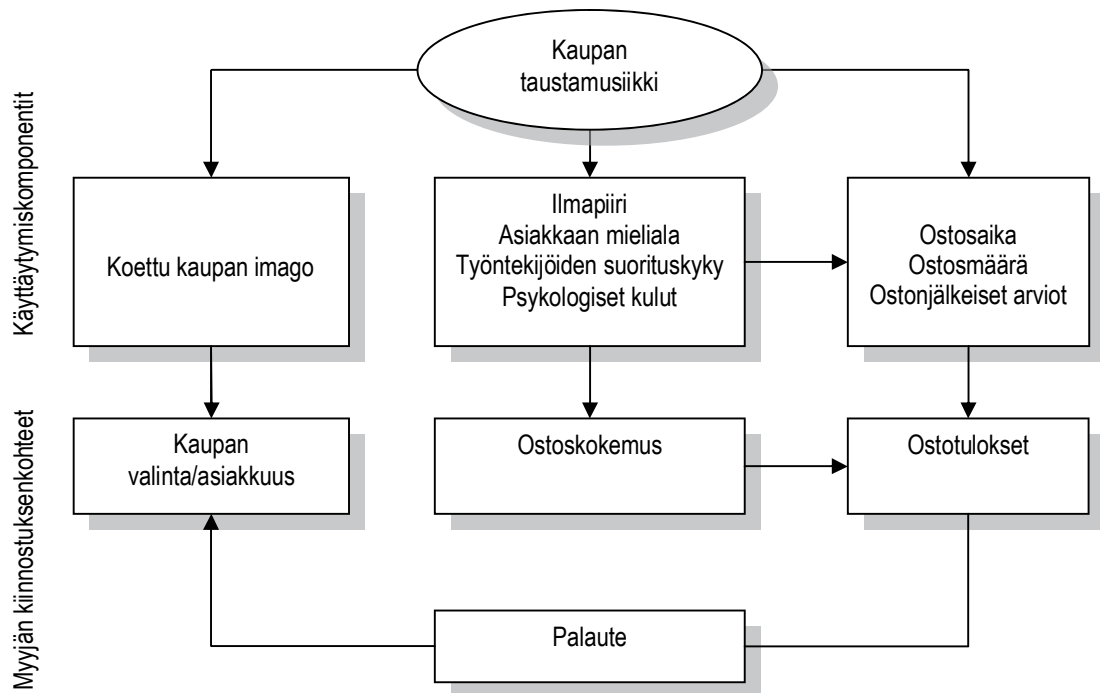 Kaupan
taustamusiikki
Käyttäytymiskomponentit
Koettu kaupan imago
Ilmapiiri
Asiakkaan mieliala
Työntekijöiden suorituskyky
Psykologiset kulut
Ostosaika
Ostosmäärä
Ostonjälkeiset arviot
Myyjän kiinnostuksenkohteet
Kaupan
valinta/asiakkuus
Ostoskokemus
Ostotulokset
Palaute